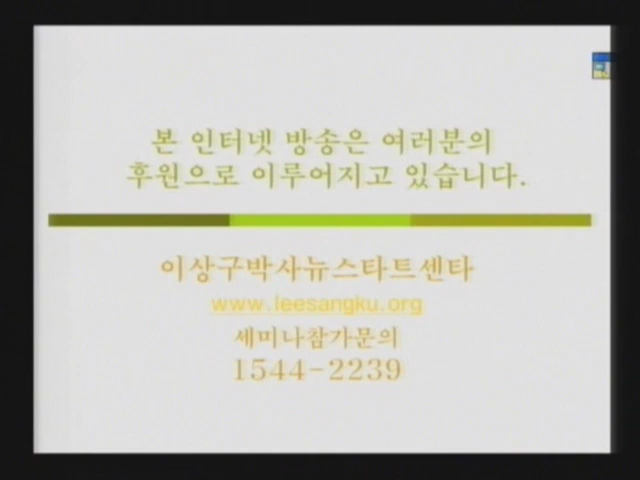 본 인터넷 방송은 여러분의
후원으로 이루어지고 있습니다.
이상구박사뉴스타트센타
www.leesangku.org
세미나참가문의
1544-2239